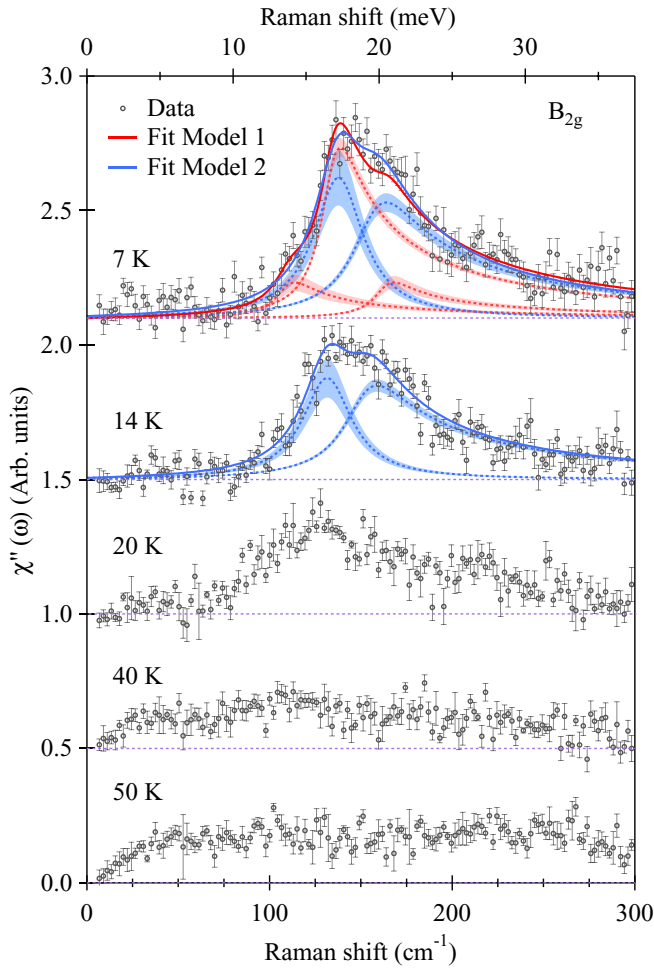 Raman shift (meV)
0 10 20 30
3.0
Data
B2g
Fit Model 1
Fit Model 2
2.5
7 K
2.0
14 K
1.5
20 K
1.0
40 K
0.5
50 K
0.0
0 100 200 300
Raman shift (cm⁻¹)
χ'' (ω) (Arb. units)